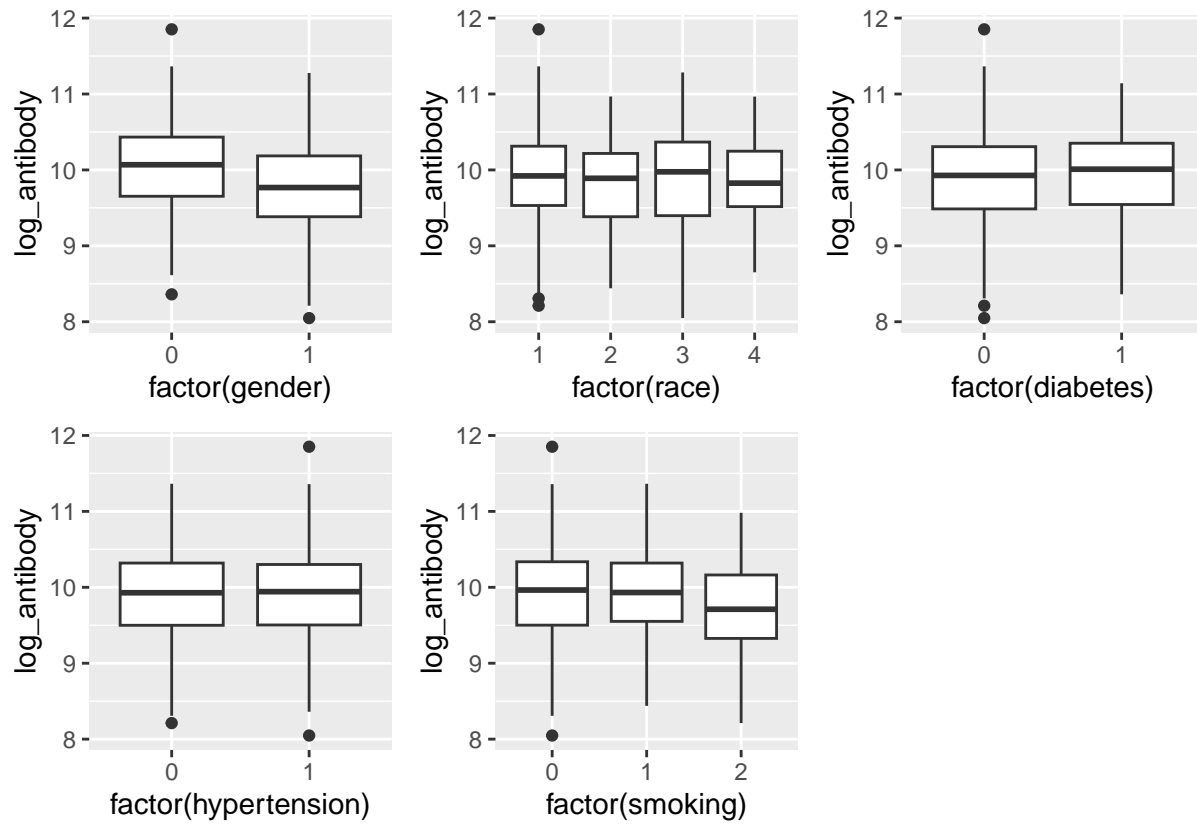 12
11
10
9
8
log_antibody
0 1
factor(gender)
12
11
10
9
8
log_antibody
1 2 3 4
factor(race)
12
11
10
9
8
log_antibody
0 1
factor(diabetes)
12
11
10
9
8
log_antibody
0 1
factor(hypertension)
12
11
10
9
8
log_antibody
0 1 2
factor(smoking)